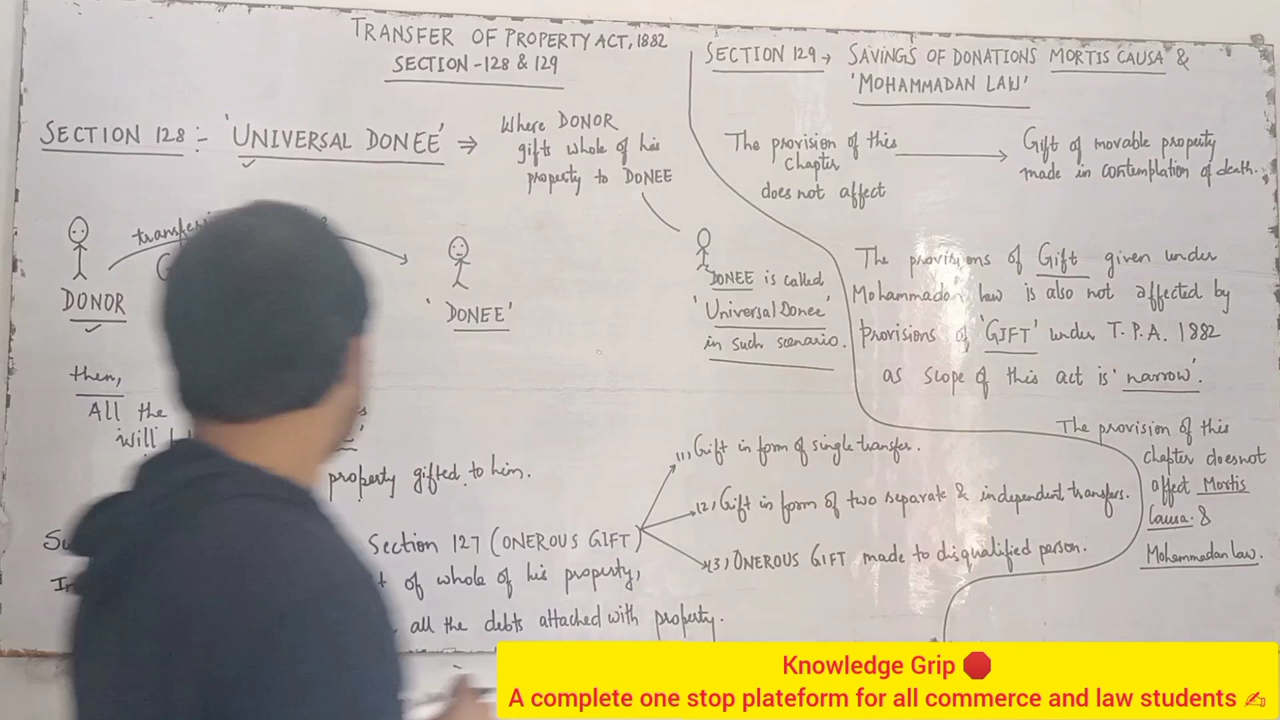 TRANSFER OF PROPERTY ACT, 1882
SECTION -128 & 129
SECTION 128:- 'UNIVERSAL DONEE' ⇒
Where DONOR
gifts whole of his
property to DONEE
DONOR
'DONEE'
DONEE is called
'Universal Donee'
in such scenario.
then,
All the
will
property gifted to him.
Section 127 (ONEROUS GIFT)
of whole of his property,
all the debts attached with property.
(1) Gift in form of single transfer.
(2) Gift in form of two separate & independent transfers.
(3) ONEROUS GIFT made to disqualified person.
SECTION 129 → SAVINGS OF DONATIONS MORTIS CAUSA &
'MOHAMMADAN LAW'
The provision of this
chapter
does not affect
Gift of movable property
made in contemplation of death.
The provisions of Gift given under
Mohammadan law is also not affected by
provisions of 'GIFT' under T.P.A. 1882
as scope of this act is 'narrow'.
The provision of this
chapter does not
affect Mortis
Causa &
Mohammadan law.
Knowledge Grip 🛑
A complete one stop plateform for all commerce and law students ✍